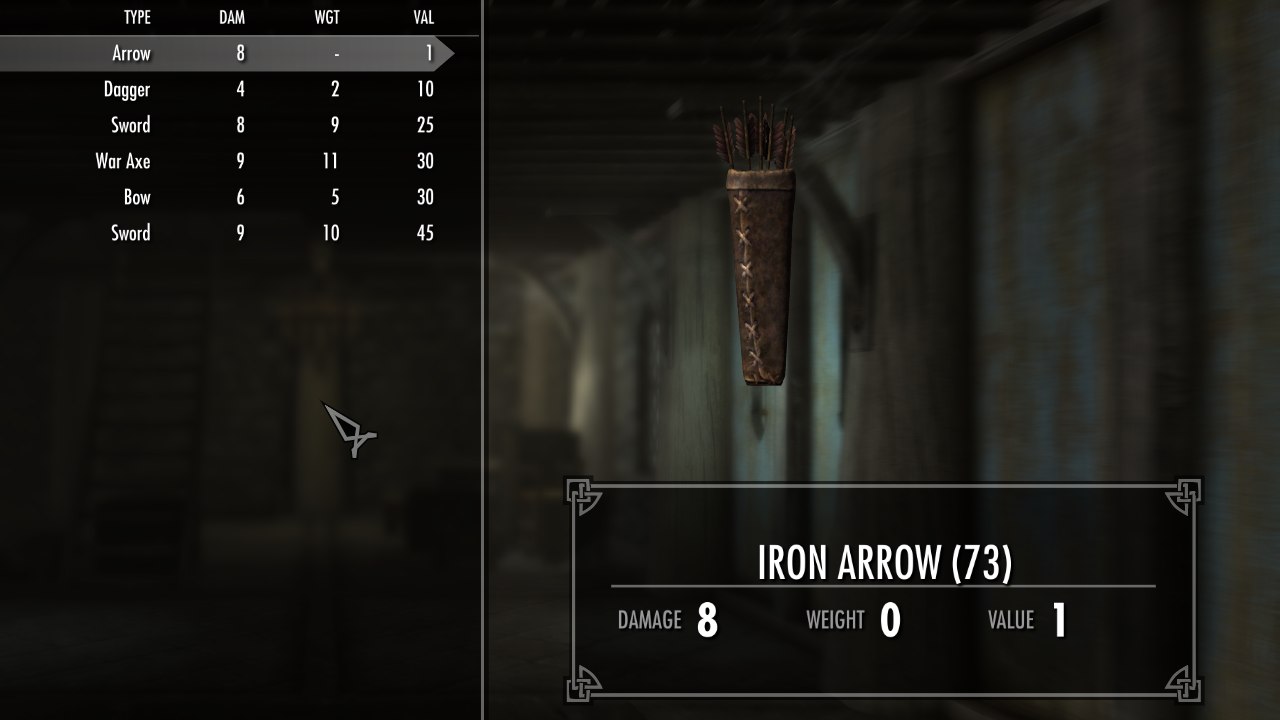 TYPE DAM WGT VAL
Arrow 8 - 1
Dagger 4 2 10
Sword 8 9 25
War Axe 9 11 30
Bow 6 5 30
Sword 9 10 45
IRON ARROW (73)
DAMAGE 8 WEIGHT 0 VALUE 1